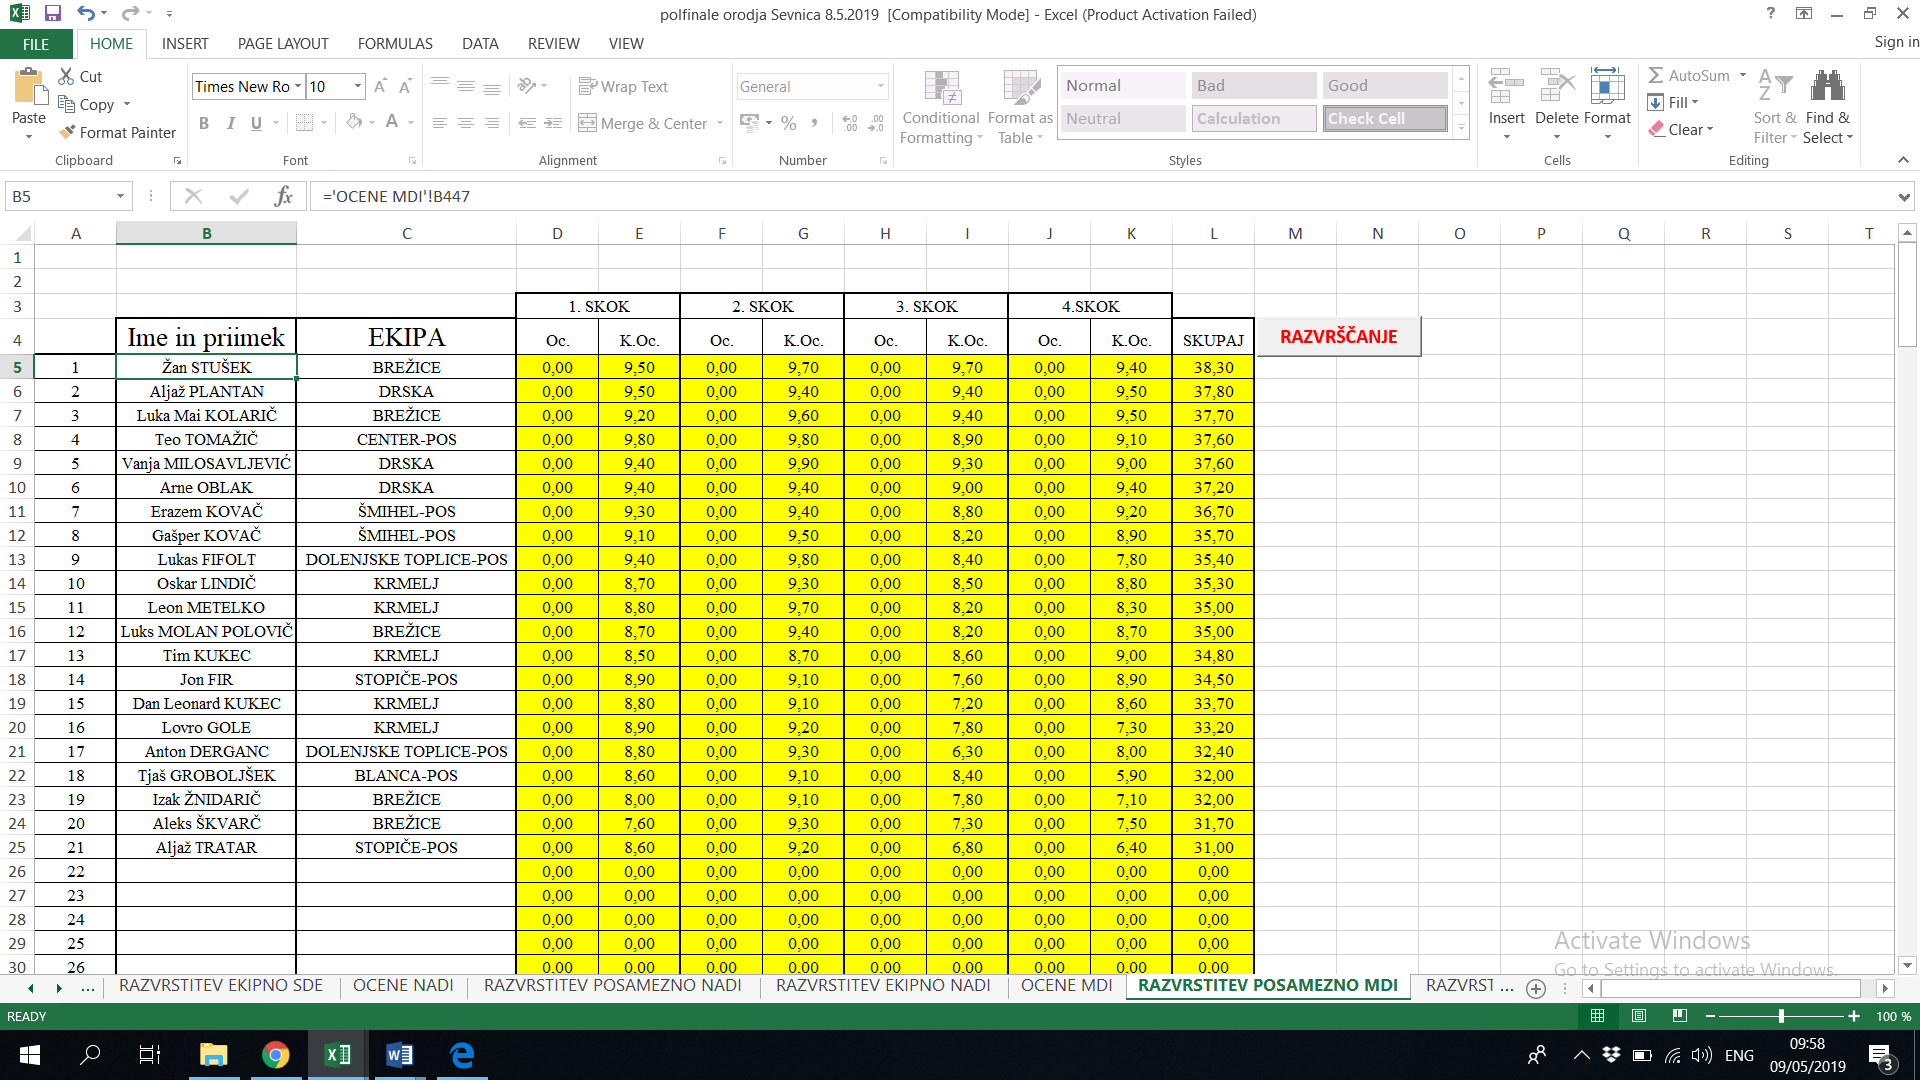 polfinale orodja Sevnica 8.5.2019 [Compatibility Mode] - Excel (Product Activation Failed)
FILE HOME INSERT PAGE LAYOUT FORMULAS DATA REVIEW VIEW Sign in
Paste Cut Copy Format Painter Clipboard
Times New Ro 10 B I U A A Font
Wrap Text Merge & Center Alignment
General % Number
Conditional Formatting Format as Table
Normal Bad Good
Neutral Calculation Check Cell
Styles
Insert Delete Format Cells
AutoSum Fill Clear Sort & Filter Find & Select Editing
B5 fx ='OCENE MDI'!B447
A B C D E F G H I J K L M N O P Q R S T
1
2
3 1. SKOK 2. SKOK 3. SKOK 4.SKOK
4 Ime in priimek EKIPA Oc. K.Oc. Oc. K.Oc. Oc. K.Oc. Oc. K.Oc. SKUPAJ RAZVRŠČANJE
5 1 Žan STUŠEK BREŽICE 0,00 9,50 0,00 9,70 0,00 9,70 0,00 9,40 38,30
6 2 Aljaž PLANTAN DRSKA 0,00 9,50 0,00 9,40 0,00 9,40 0,00 9,50 37,80
7 3 Luka Mai KOLARIČ BREŽICE 0,00 9,20 0,00 9,60 0,00 9,40 0,00 9,50 37,70
8 4 Teo TOMAŽIČ CENTER-POS 0,00 9,80 0,00 9,80 0,00 8,90 0,00 9,10 37,60
9 5 Vanja MILOSAVLJEVIĆ DRSKA 0,00 9,40 0,00 9,90 0,00 9,30 0,00 9,00 37,60
10 6 Arne OBLAK DRSKA 0,00 9,40 0,00 9,40 0,00 9,00 0,00 9,40 37,20
11 7 Erazem KOVAČ ŠMIHEL-POS 0,00 9,30 0,00 9,40 0,00 8,80 0,00 9,20 36,70
12 8 Gašper KOVAČ ŠMIHEL-POS 0,00 9,10 0,00 9,50 0,00 8,20 0,00 8,90 35,70
13 9 Lukas FIFOLT DOLENJSKE TOPLICE-POS 0,00 9,40 0,00 9,80 0,00 8,40 0,00 7,80 35,40
14 10 Oskar LINDIČ KRMELJ 0,00 8,70 0,00 9,30 0,00 8,50 0,00 8,80 35,30
15 11 Leon METELKO KRMELJ 0,00 8,80 0,00 9,70 0,00 8,20 0,00 8,30 35,00
16 12 Luks MOLAN POLOVIČ BREŽICE 0,00 8,70 0,00 9,40 0,00 8,20 0,00 8,70 35,00
17 13 Tim KUKEC KRMELJ 0,00 8,50 0,00 8,70 0,00 8,60 0,00 9,00 34,80
18 14 Jon FIR STOPIČE-POS 0,00 8,90 0,00 9,10 0,00 7,60 0,00 8,90 34,50
19 15 Dan Leonard KUKEC KRMELJ 0,00 8,80 0,00 9,10 0,00 7,20 0,00 8,60 33,70
20 16 Lovro GOLE KRMELJ 0,00 8,90 0,00 9,20 0,00 7,80 0,00 7,30 33,20
21 17 Anton DERGANC DOLENJSKE TOPLICE-POS 0,00 8,80 0,00 9,30 0,00 6,30 0,00 8,00 32,40
22 18 Tjaš GROBOLJŠEK BLANCA-POS 0,00 8,60 0,00 9,10 0,00 8,40 0,00 5,90 32,00
23 19 Izak ŽNIDARIČ BREŽICE 0,00 8,00 0,00 9,10 0,00 7,80 0,00 7,10 32,00
24 20 Aleks ŠKVARČ BREŽICE 0,00 7,60 0,00 9,30 0,00 7,30 0,00 7,50 31,70
25 21 Aljaž TRATAR STOPIČE-POS 0,00 8,60 0,00 9,20 0,00 6,80 0,00 6,40 31,00
26 22 0,00 0,00 0,00 0,00 0,00 0,00 0,00 0,00 0,00
27 23 0,00 0,00 0,00 0,00 0,00 0,00 0,00 0,00 0,00
28 24 0,00 0,00 0,00 0,00 0,00 0,00 0,00 0,00 0,00
29 25 0,00 0,00 0,00 0,00 0,00 0,00 0,00 0,00 0,00
30 26 0,00 0,00 0,00 0,00 0,00 0,00 0,00 0,00 0,00
Activate Windows
Go to Settings to activate Windows.
... RAZVRSTITEV EKIPNO SDE OCENE NADI RAZVRSTITEV POSAMEZNO NADI RAZVRSTITEV EKIPNO NADI OCENE MDI RAZVRSTITEV POSAMEZNO MDI RAZVRST ...
READY 100 %
ENG 09:58
09/05/2019 3